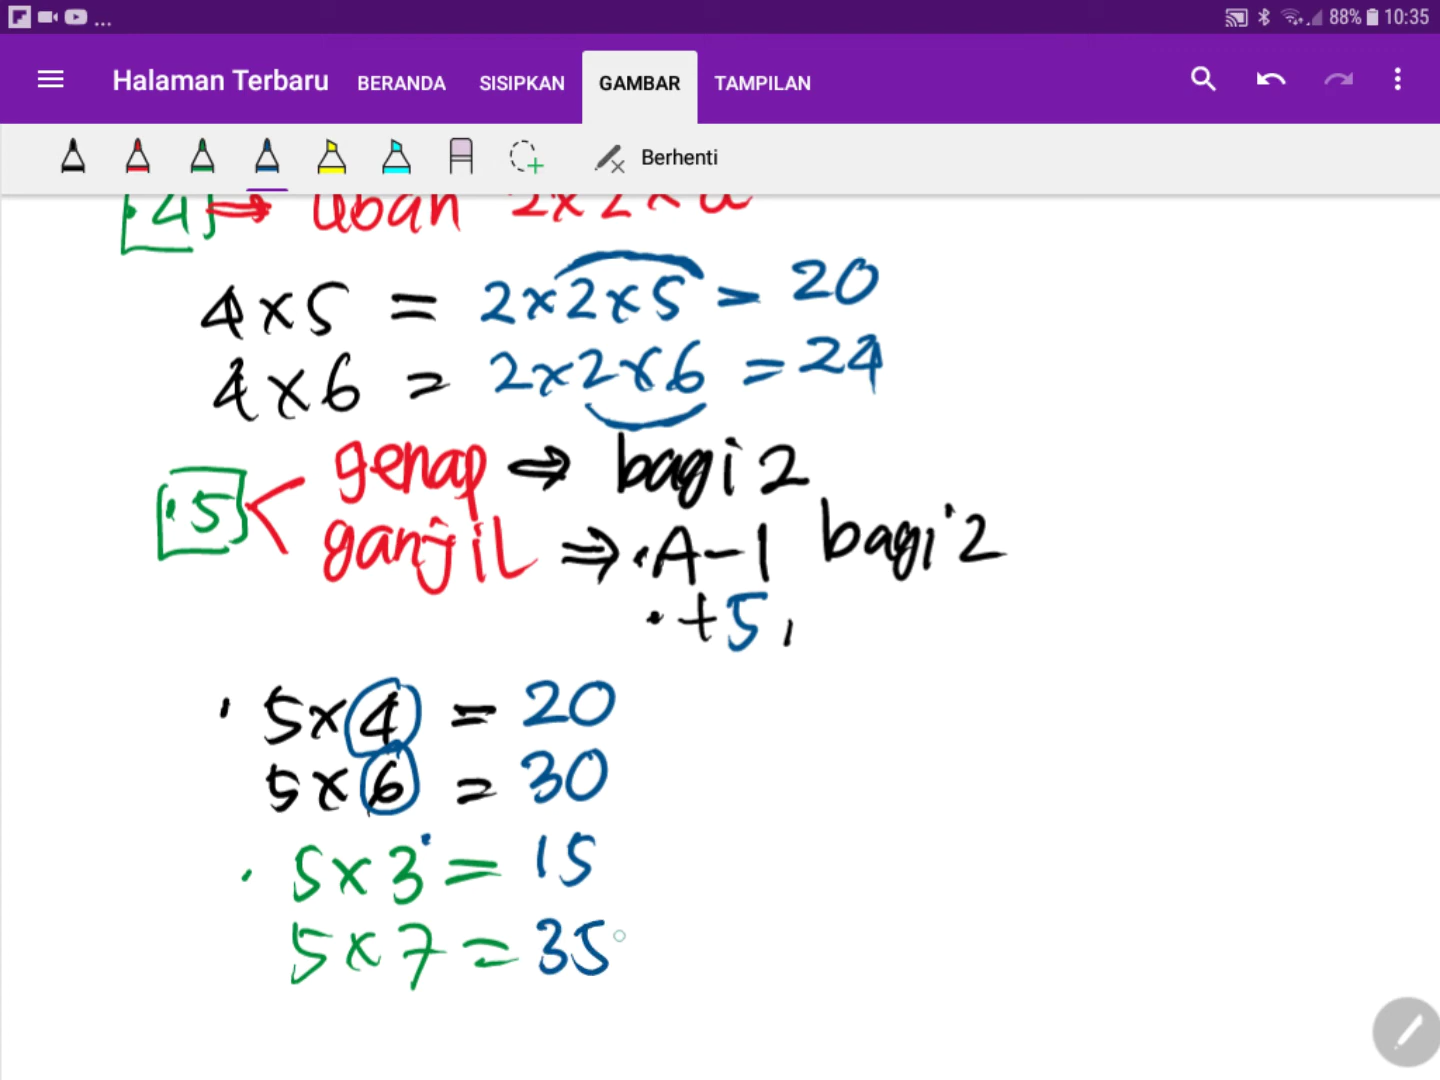 ... 88% 10:35
Halaman Terbaru BERANDA SISIPKAN GAMBAR TAMPILAN
Berhenti
.4 ⇒ Ubah 2x2x
4x5 = 2x2x5 = 20
4x6 = 2x2x6 = 24
.5 < genap ⇒ bagi 2
ganjil ⇒ .A-1 bagi 2
. +5,
. 5x4 = 20
5x6 = 30
. 5x3 = 15
5x7 = 35